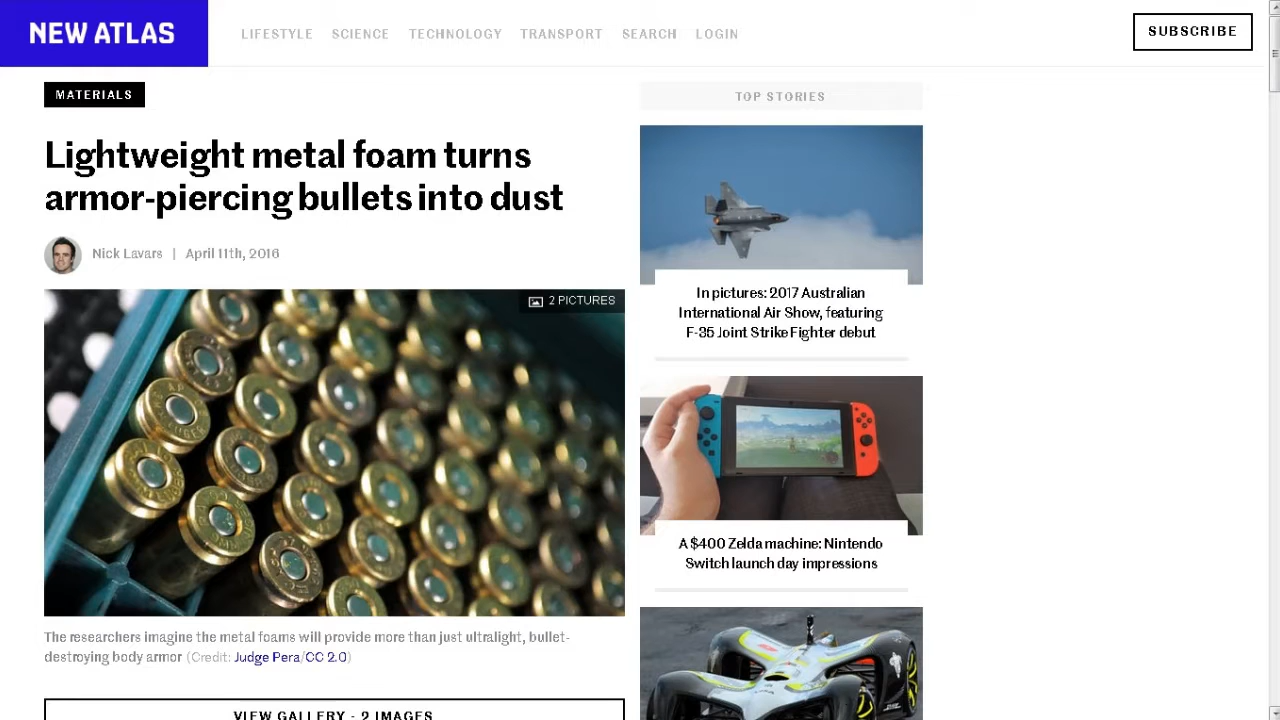 NEW ATLAS
LIFESTYLE SCIENCE TECHNOLOGY TRANSPORT SEARCH LOGIN
SUBSCRIBE
MATERIALS
Lightweight metal foam turns
armor-piercing bullets into dust
Nick Lavars | April 11th, 2016
2 PICTURES
The researchers imagine the metal foams will provide more than just ultralight, bullet-
destroying body armor (Credit: Judge Pera/CC 2.0)
VIEW GALLERY - 2 IMAGES
TOP STORIES
In pictures: 2017 Australian
International Air Show, featuring
F-35 Joint Strike Fighter debut
A $400 Zelda machine: Nintendo
Switch launch day impressions